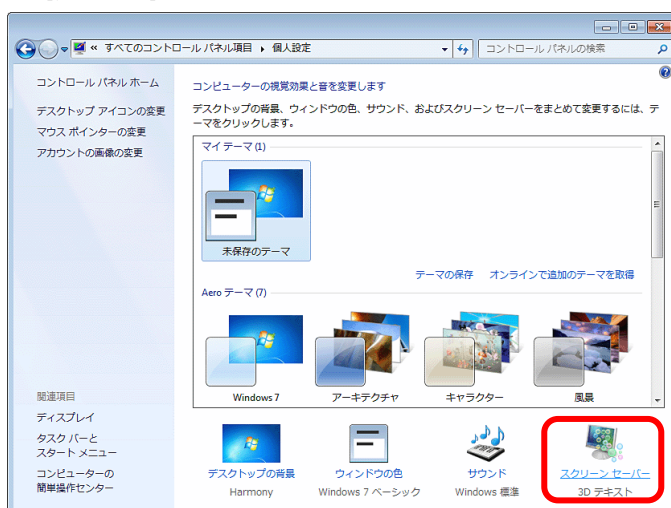 « すべてのコントロール パネル項目 ▸ 個人設定
コントロール パネルの検索
コントロール パネル ホーム
デスクトップ アイコンの変更
マウス ポインターの変更
アカウントの画像の変更
関連項目
ディスプレイ
タスク バーと
スタート メニュー
コンピューターの
簡単操作センター
コンピューターの視覚効果と音を変更します
デスクトップの背景、ウィンドウの色、サウンド、およびスクリーン セーバーをまとめて変更するには、テ
ーマをクリックします。
マイ テーマ (1)
未保存のテーマ
テーマの保存 オンラインで追加のテーマを取得
Aero テーマ (7)
Windows 7 アーキテクチャ キャラクター 風景
デスクトップの背景 ウィンドウの色 サウンド スクリーン セーバー
Harmony Windows 7 ベーシック Windows 標準 3D テキスト